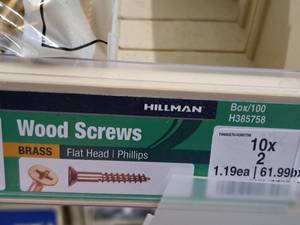 HILLMAN
Box/100
H385758
Wood Screws
BRASS
Flat Head | Phillips
10x
2
1.19ea | 61.99bx